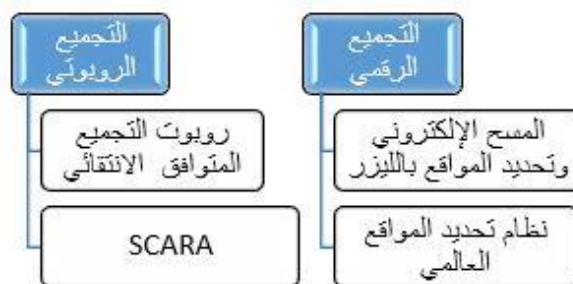 التجميع
الرقمي
المسح الإلكتروني
وتحديد المواقع بالليزر
نظام تحديد المواقع
العالمي
التجميع
الروبوتي
روبوت التجميع
المتوافق الانتقائي
SCARA